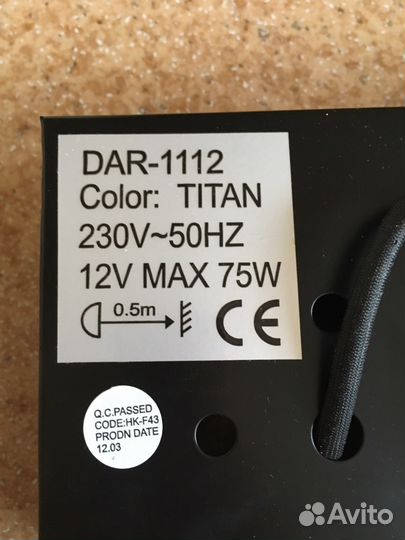 DAR-1112
Color: TITAN
230V~50HZ
12V MAX 75W
0.5m
CE
Q.C.PASSED
CODE:HK-F43
PRODN DATE
12.03
Avito